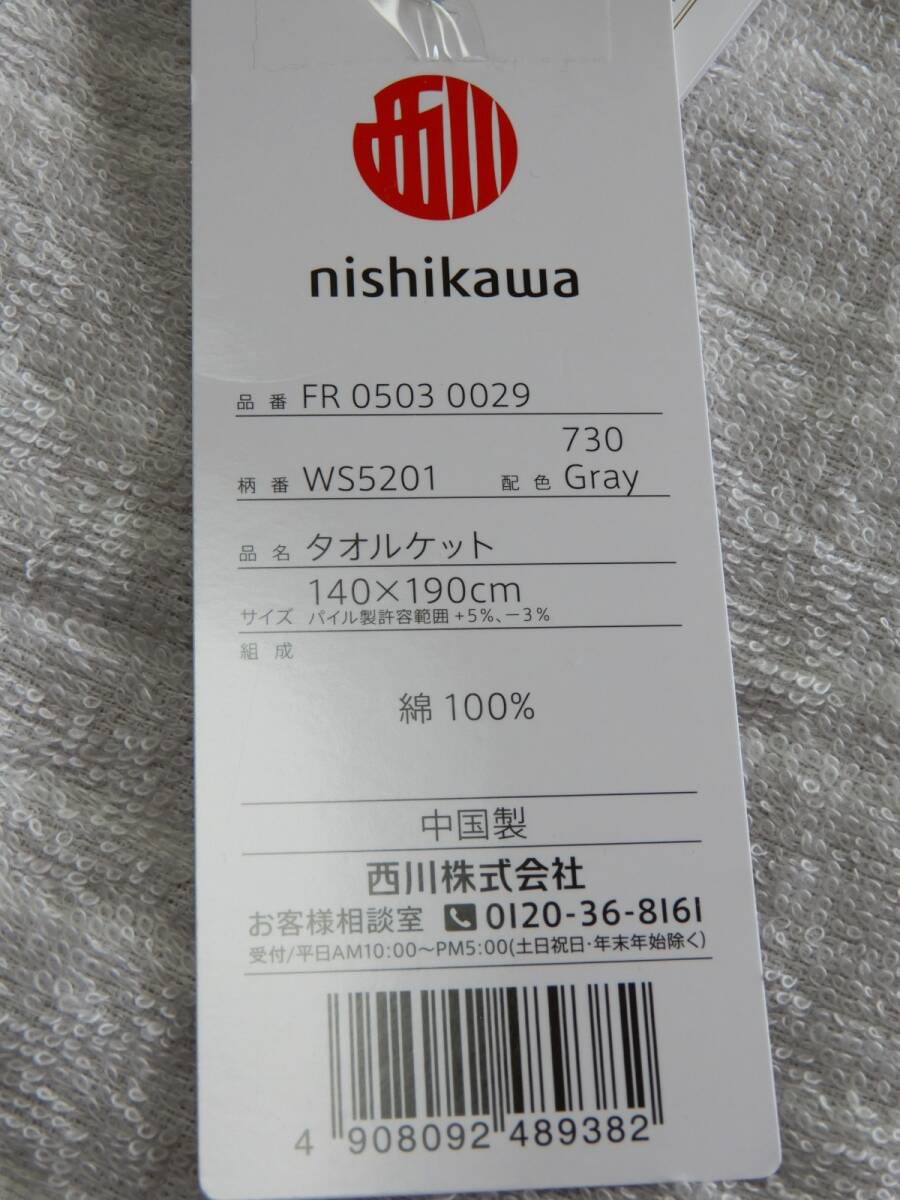 西川
nishikawa
品番 FR 0503 0029
730
柄番 WS5201 配色 Gray
品名 タオルケット
140×190cm
サイズ パイル製許容範囲+5%、−3%
組成
綿 100%
中国製
西川株式会社
お客様相談室 0120-36-8161
受付/平日AM10:00〜PM5:00(土日祝日・年末年始除く)
4 908092 489382